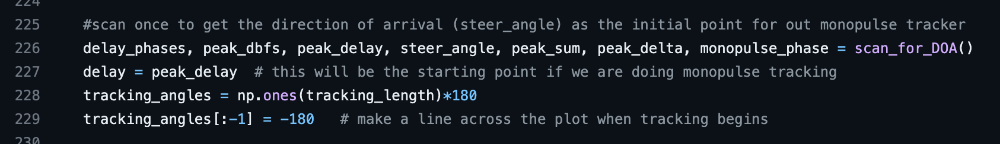 224
225 #scan once to get the direction of arrival (steer_angle) as the initial point for out monopulse tracker
226 delay_phases, peak_dbfs, peak_delay, steer_angle, peak_sum, peak_delta, monopulse_phase = scan_for_DOA()
227 delay = peak_delay  # this will be the starting point if we are doing monopulse tracking
228 tracking_angles = np.ones(tracking_length)*180
229 tracking_angles[:-1] = -180   # make a line across the plot when tracking begins
230